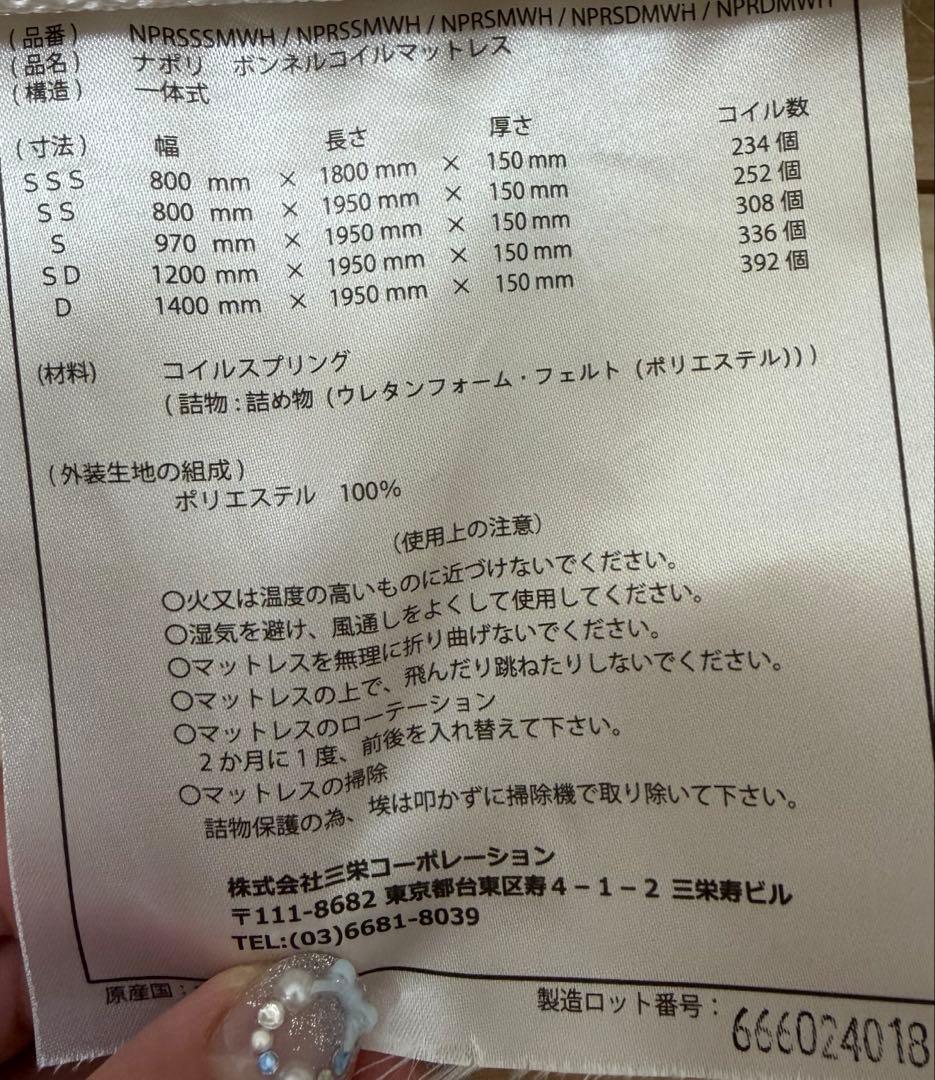 (品番) NPRSSSMWH / NPRSSMWH / NPRSMWH / NPRSDMWH / NPRDMWH
(品名) ナポリ ボンネルコイルマットレス
(構造) 一体式
(寸法) 幅 長さ 厚さ コイル数
SSS 800 mm × 1800 mm × 150 mm 234 個
SS 800 mm × 1950 mm × 150 mm 252 個
S 970 mm × 1950 mm × 150 mm 308 個
SD 1200 mm × 1950 mm × 150 mm 336 個
D 1400 mm × 1950 mm × 150 mm 392 個
(材料) コイルスプリング
(詰物:詰め物(ウレタンフォーム・フェルト(ポリエステル)))
(外装生地の組成)
ポリエステル 100%
(使用上の注意)
○火又は温度の高いものに近づけないでください。
○湿気を避け、風通しをよくして使用してください。
○マットレスを無理に折り曲げないでください。
○マットレスの上で、飛んだり跳ねたりしないでください。
○マットレスのローテーション
2か月に1度、前後を入れ替えて下さい。
○マットレスの掃除
詰物保護の為、埃は叩かずに掃除機で取り除いて下さい。
株式会社三栄コーポレーション
〒111-8682 東京都台東区寿4-1-2 三栄寿ビル
TEL:(03)6681-8039
原産国:
製造ロット番号: 666024018